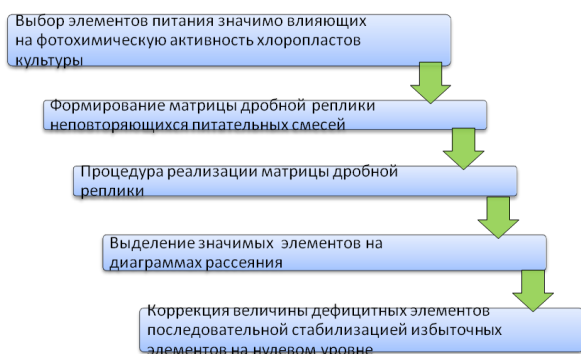 Выбор элементов питания значимо влияющих
на фотохимическую активность хлоропластов
культуры
Формирование матрицы дробной реплики
неповторяющихся питательных смесей
Процедура реализации матрицы дробной
реплики
Выделение значимых элементов на
диаграммах рассеяния
Коррекция величины дефицитных элементов
последовательной стабилизацией избыточных
элементов на нулевом уровне